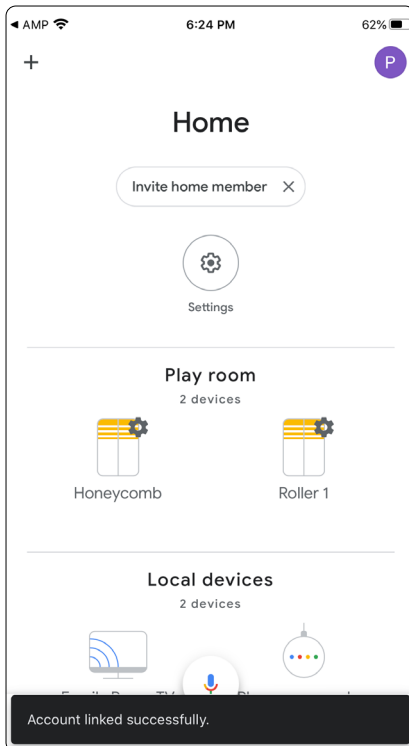 ◀ AMP 6:24 PM 62%
P
Home
Invite home member
Settings
Play room
2 devices
Honeycomb Roller 1
Local devices
2 devices
Account linked successfully.